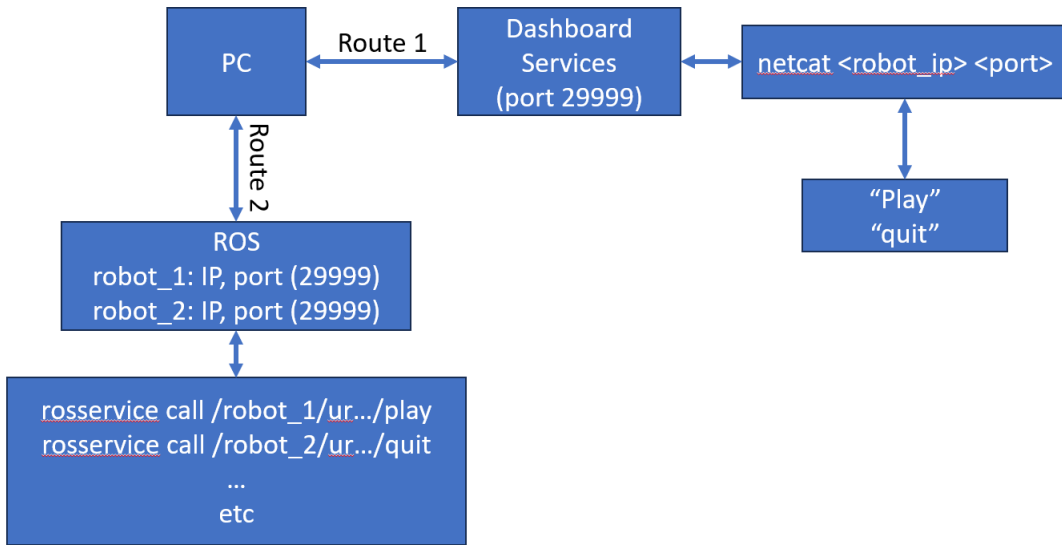 PC
Route 1
Dashboard
Services
(port 29999)
netcat <robot_ip> <port>
“Play”
“quit”
Route 2
ROS
robot_1: IP, port (29999)
robot_2: IP, port (29999)
rosservice call /robot_1/ur.../play
rosservice call /robot_2/ur.../quit
...
etc